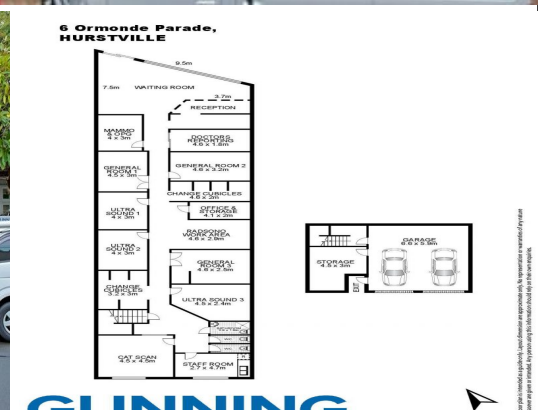 6 Ormonde Parade,
HURSTVILLE
9.5m
7.5m WAITING ROOM
3.7m
RECEPTION
MAMMO
& OPG
4 x 3m
DOCTORS
REPORTING
4.6 x 1.8m
GENERAL
ROOM 1
4.5 x 3m
GENERAL ROOM 2
4.6 x 3.2m
CHANGE CUBICLES
4.6 x 2m
ULTRA
SOUND 1
4 x 3m
OFFICE &
STORAGE
4.1 x 2m
RADSONO
WORK AREA
4.6 x 2.9m
ULTRA
SOUND 2
4 x 3m
GENERAL
ROOM 3
4.6 x 2.5m
CHANGE
CUBICLES
3.2 x 3m
ULTRA SOUND 3
4.5 x 2.4m
CAT SCAN
4.5 x 4.5m
STAFF ROOM
2.7 x 4.7m
GARAGE
6.6 x 5.9m
STORAGE
4.5 x 3m
EXIT
GUNNING